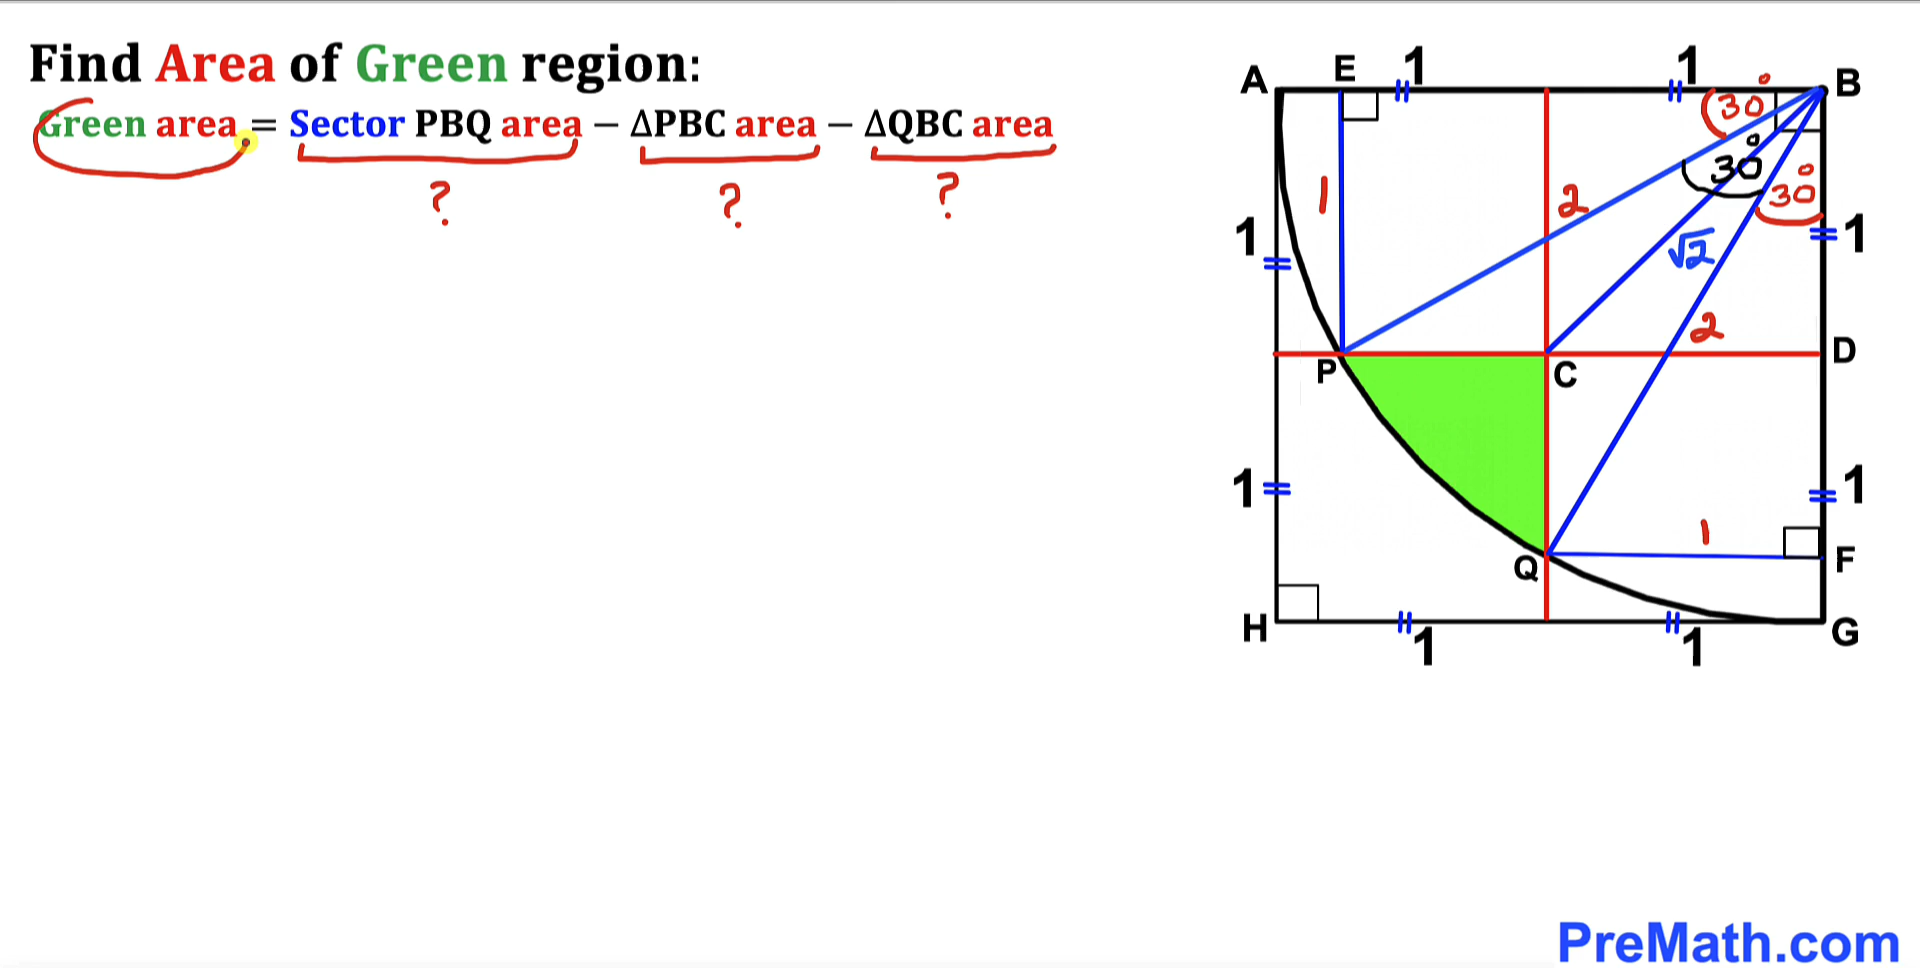 Find Area of Green region:
Green area = Sector PBQ area − ΔPBC area − ΔQBC area
? ? ?
A E 1 1 B
30°
30°
30°
1 2
√2
1 1
2
P C D
1 1
1
Q F
H G
1 1
PreMath.com